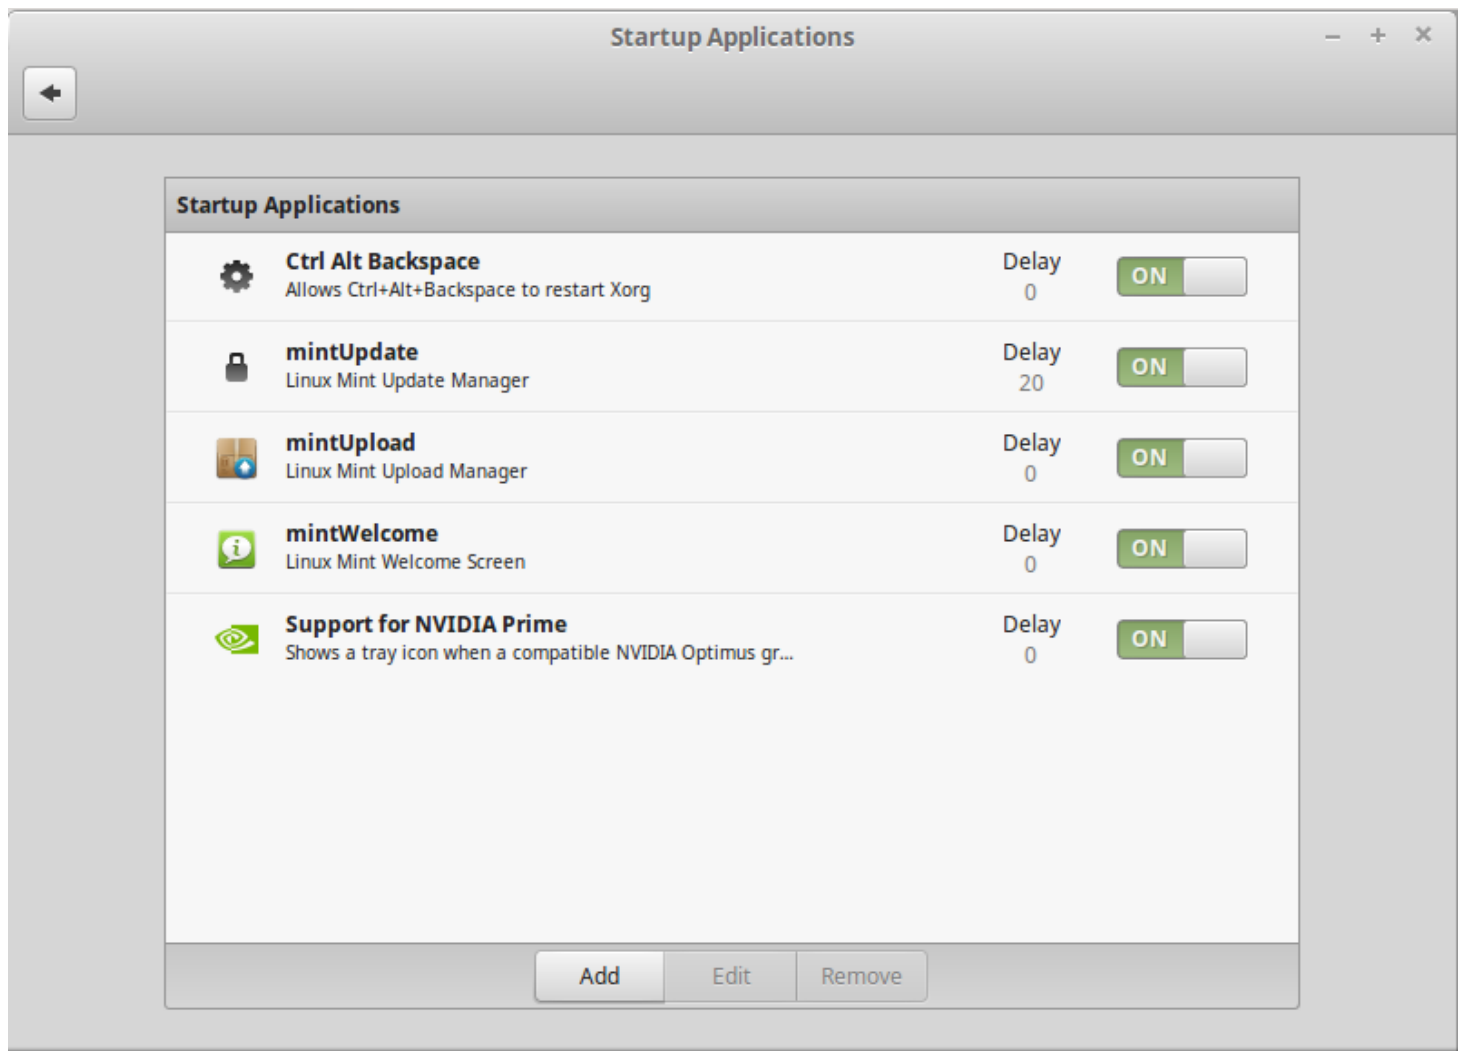 Startup Applications
Startup Applications
Ctrl Alt Backspace Delay ON
Allows Ctrl+Alt+Backspace to restart Xorg 0
mintUpdate Delay ON
Linux Mint Update Manager 20
mintUpload Delay ON
Linux Mint Upload Manager 0
mintWelcome Delay ON
Linux Mint Welcome Screen 0
Support for NVIDIA Prime Delay ON
Shows a tray icon when a compatible NVIDIA Optimus gr... 0
Add Edit Remove